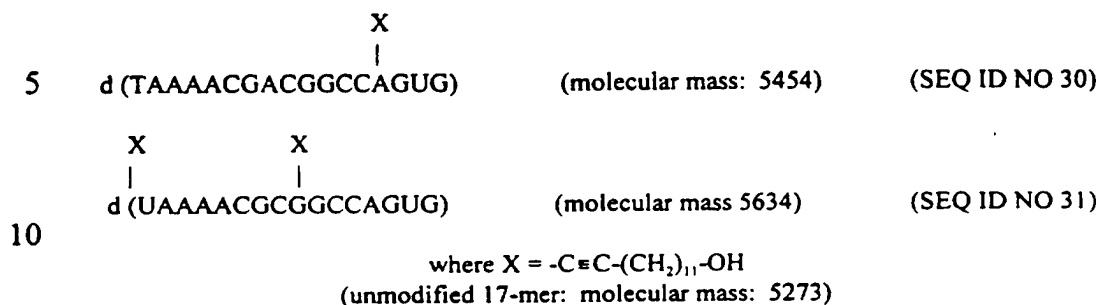 X
|
5 d (TAAAACGACGGCCAGUG) (molecular mass: 5454) (SEQ ID NO 30)
X X
| |
d (UAAAACGCGGCCAGUG) (molecular mass 5634) (SEQ ID NO 31)
10
where X = -C≡C-(CH₂)₁₁-OH
(unmodified 17-mer: molecular mass: 5273)